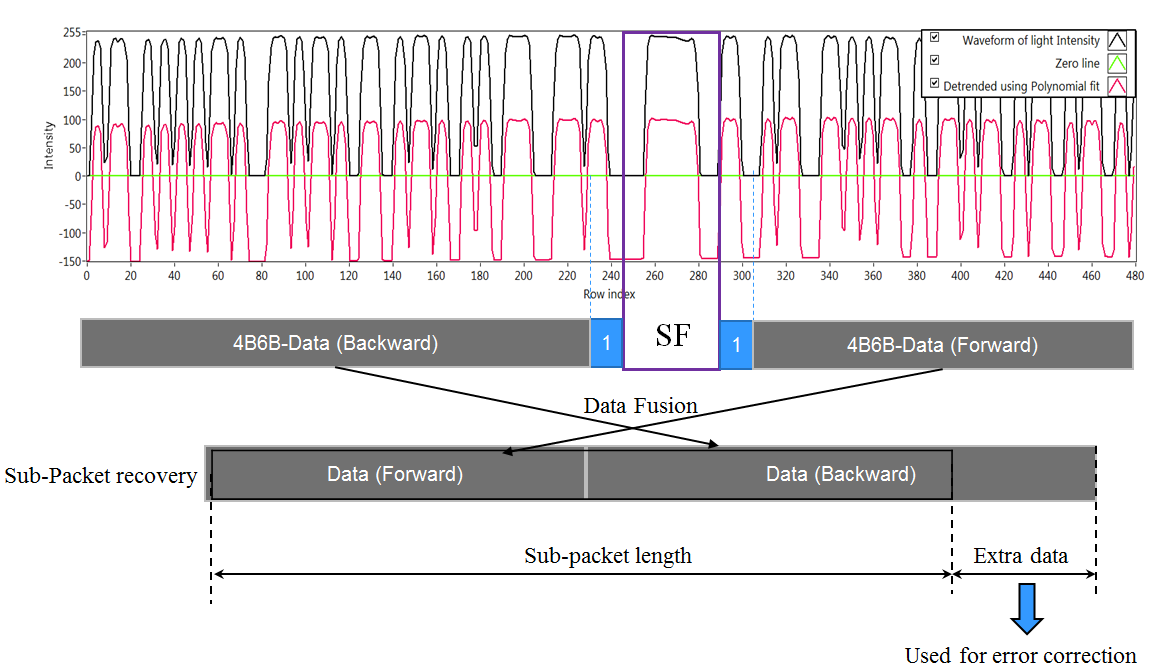 255
200
150
100
50
0
-50
-100
-150
Intensity
Waveform of light Intensity
Zero line
Detrended using Polynomial fit
0 20 40 60 80 100 120 140 160 180 200 220 240 260 280 300 320 340 360 380 400 420 440 460 480
Row index
4B6B-Data (Backward)
1
SF
1
4B6B-Data (Forward)
Data Fusion
Sub-Packet recovery
Data (Forward)
Data (Backward)
Sub-packet length
Extra data
Used for error correction